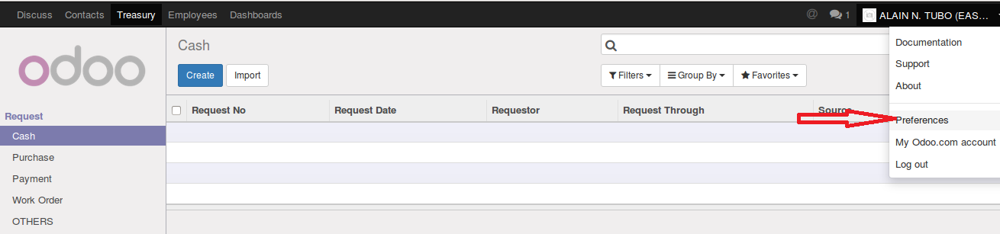 Discuss Contacts Treasury Employees Dashboards @ 1 ALAIN N. TUBO (EAS...
odoo
Cash
Create Import
Filters Group By Favorites
Request No Request Date Requestor Request Through Source
Request
Cash
Purchase
Payment
Work Order
OTHERS
Documentation
Support
About
Preferences
My Odoo.com account
Log out